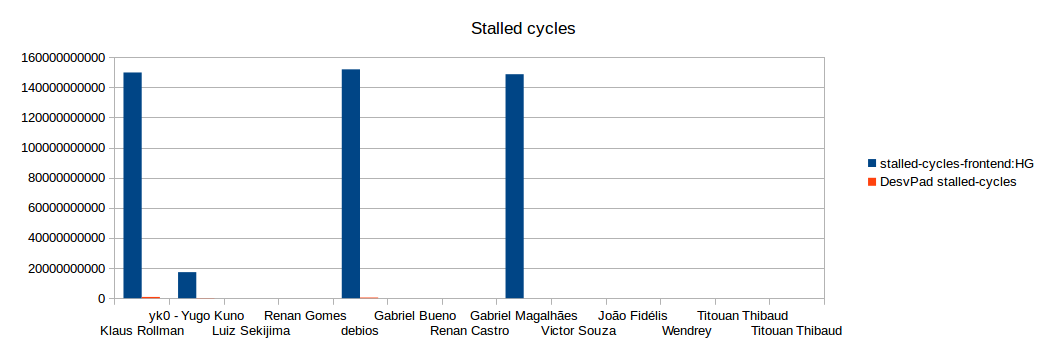 Stalled cycles
160000000000
140000000000
120000000000
100000000000
80000000000
60000000000
40000000000
20000000000
0
yk0 - Yugo Kuno
Renan Gomes
Gabriel Bueno
Gabriel Magalhães
João Fidélis
Titouan Thibaud
Klaus Rollman
Luiz Sekijima
debios
Renan Castro
Victor Souza
Wendrey
Titouan Thibaud
stalled-cycles-frontend:HG
DesvPad stalled-cycles